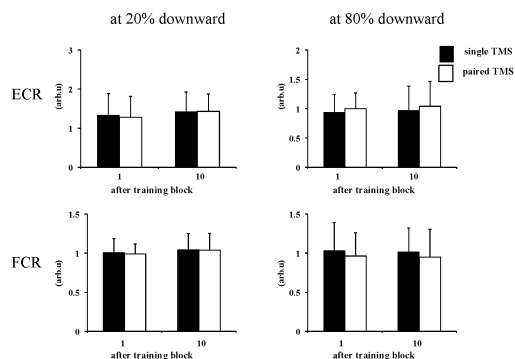 at 20% downward
at 80% downward
single TMS
paired TMS
ECR
(arb.u)
3
2
1
0
1
10
after training block
(arb.u)
2
1.5
1
0.5
0
1
10
after training block
FCR
(arb.u)
1.5
1
0.5
0
1
10
after training block
(arb.u)
1.5
1
0.5
0
1
10
after training block